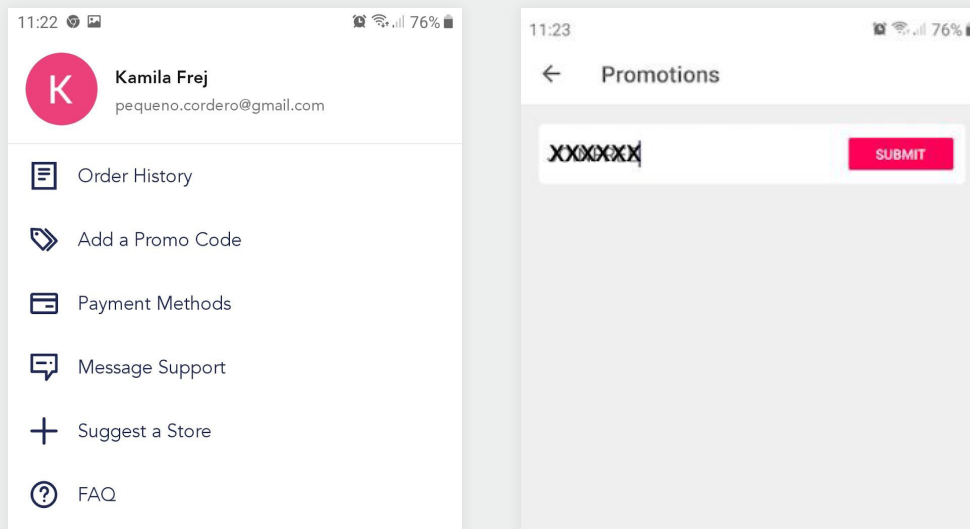 11:22
76%
K
Kamila Frej
pequeno.cordero@gmail.com
Order History
Add a Promo Code
Payment Methods
Message Support
Suggest a Store
FAQ
11:23
76%
Promotions
XXXXXX
SUBMIT